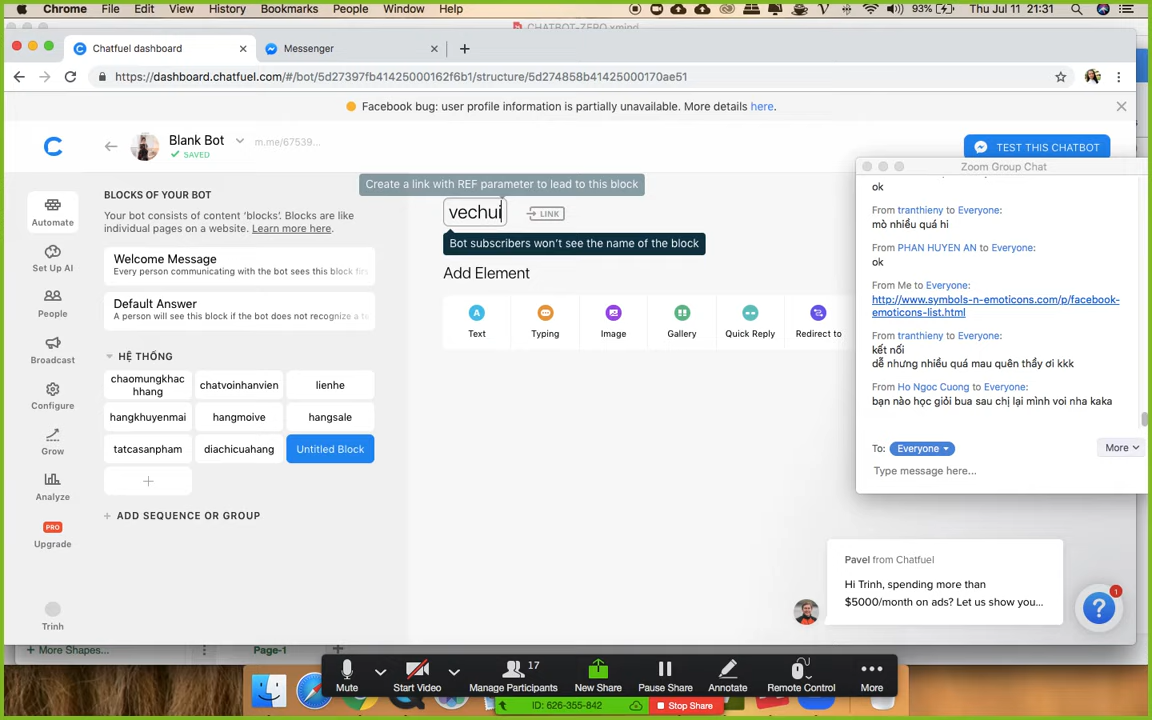 Chrome File Edit View History Bookmarks People Window Help
93% Thu Jul 11 21:31
CHATBOT-ZERO.xmind
Chatfuel dashboard
Messenger
https://dashboard.chatfuel.com/#/bot/5d27397fb41425000162f6b1/structure/5d274858b41425000170ae51
Facebook bug: user profile information is partially unavailable. More details here.
Blank Bot
m.me/67539...
SAVED
TEST THIS CHATBOT
Automate
Set Up AI
People
Broadcast
Configure
Grow
Analyze
PRO
Upgrade
Trinh
BLOCKS OF YOUR BOT
Your bot consists of content 'blocks'. Blocks are like
individual pages on a website. Learn more here.
Welcome Message
Every person communicating with the bot sees this block firs
Default Answer
A person will see this block if the bot does not recognize a te
HỆ THỐNG
chaomungkhac
hhang
chatvoinhanvien
lienhe
hangkhuyenmai
hangmoive
hangsale
tatcasanpham
diachicuahang
Untitled Block
ADD SEQUENCE OR GROUP
Create a link with REF parameter to lead to this block
vechui
LINK
Bot subscribers won't see the name of the block
Add Element
Text
Typing
Image
Gallery
Quick Reply
Redirect to
Zoom Group Chat
ok
From tranthieny to Everyone:
mò nhiều quá hi
From PHAN HUYEN AN to Everyone:
ok
From Me to Everyone:
http://www.symbols-n-emoticons.com/p/facebook-
emoticons-list.html
From tranthieny to Everyone:
kết nối
dễ nhưng nhiều quá mau quên thầy ơi kkk
From Ho Ngoc Cuong to Everyone:
bạn nào học giỏi bua sau chị lại mình voi nha kaka
To: Everyone
More
Type message here...
Pavel from Chatfuel
Hi Trinh, spending more than
$5000/month on ads? Let us show you...
1
+ More Shapes...
Page-1
Mute
Start Video
17
Manage Participants
New Share
Pause Share
Annotate
Remote Control
More
ID: 626-355-842
Stop Share